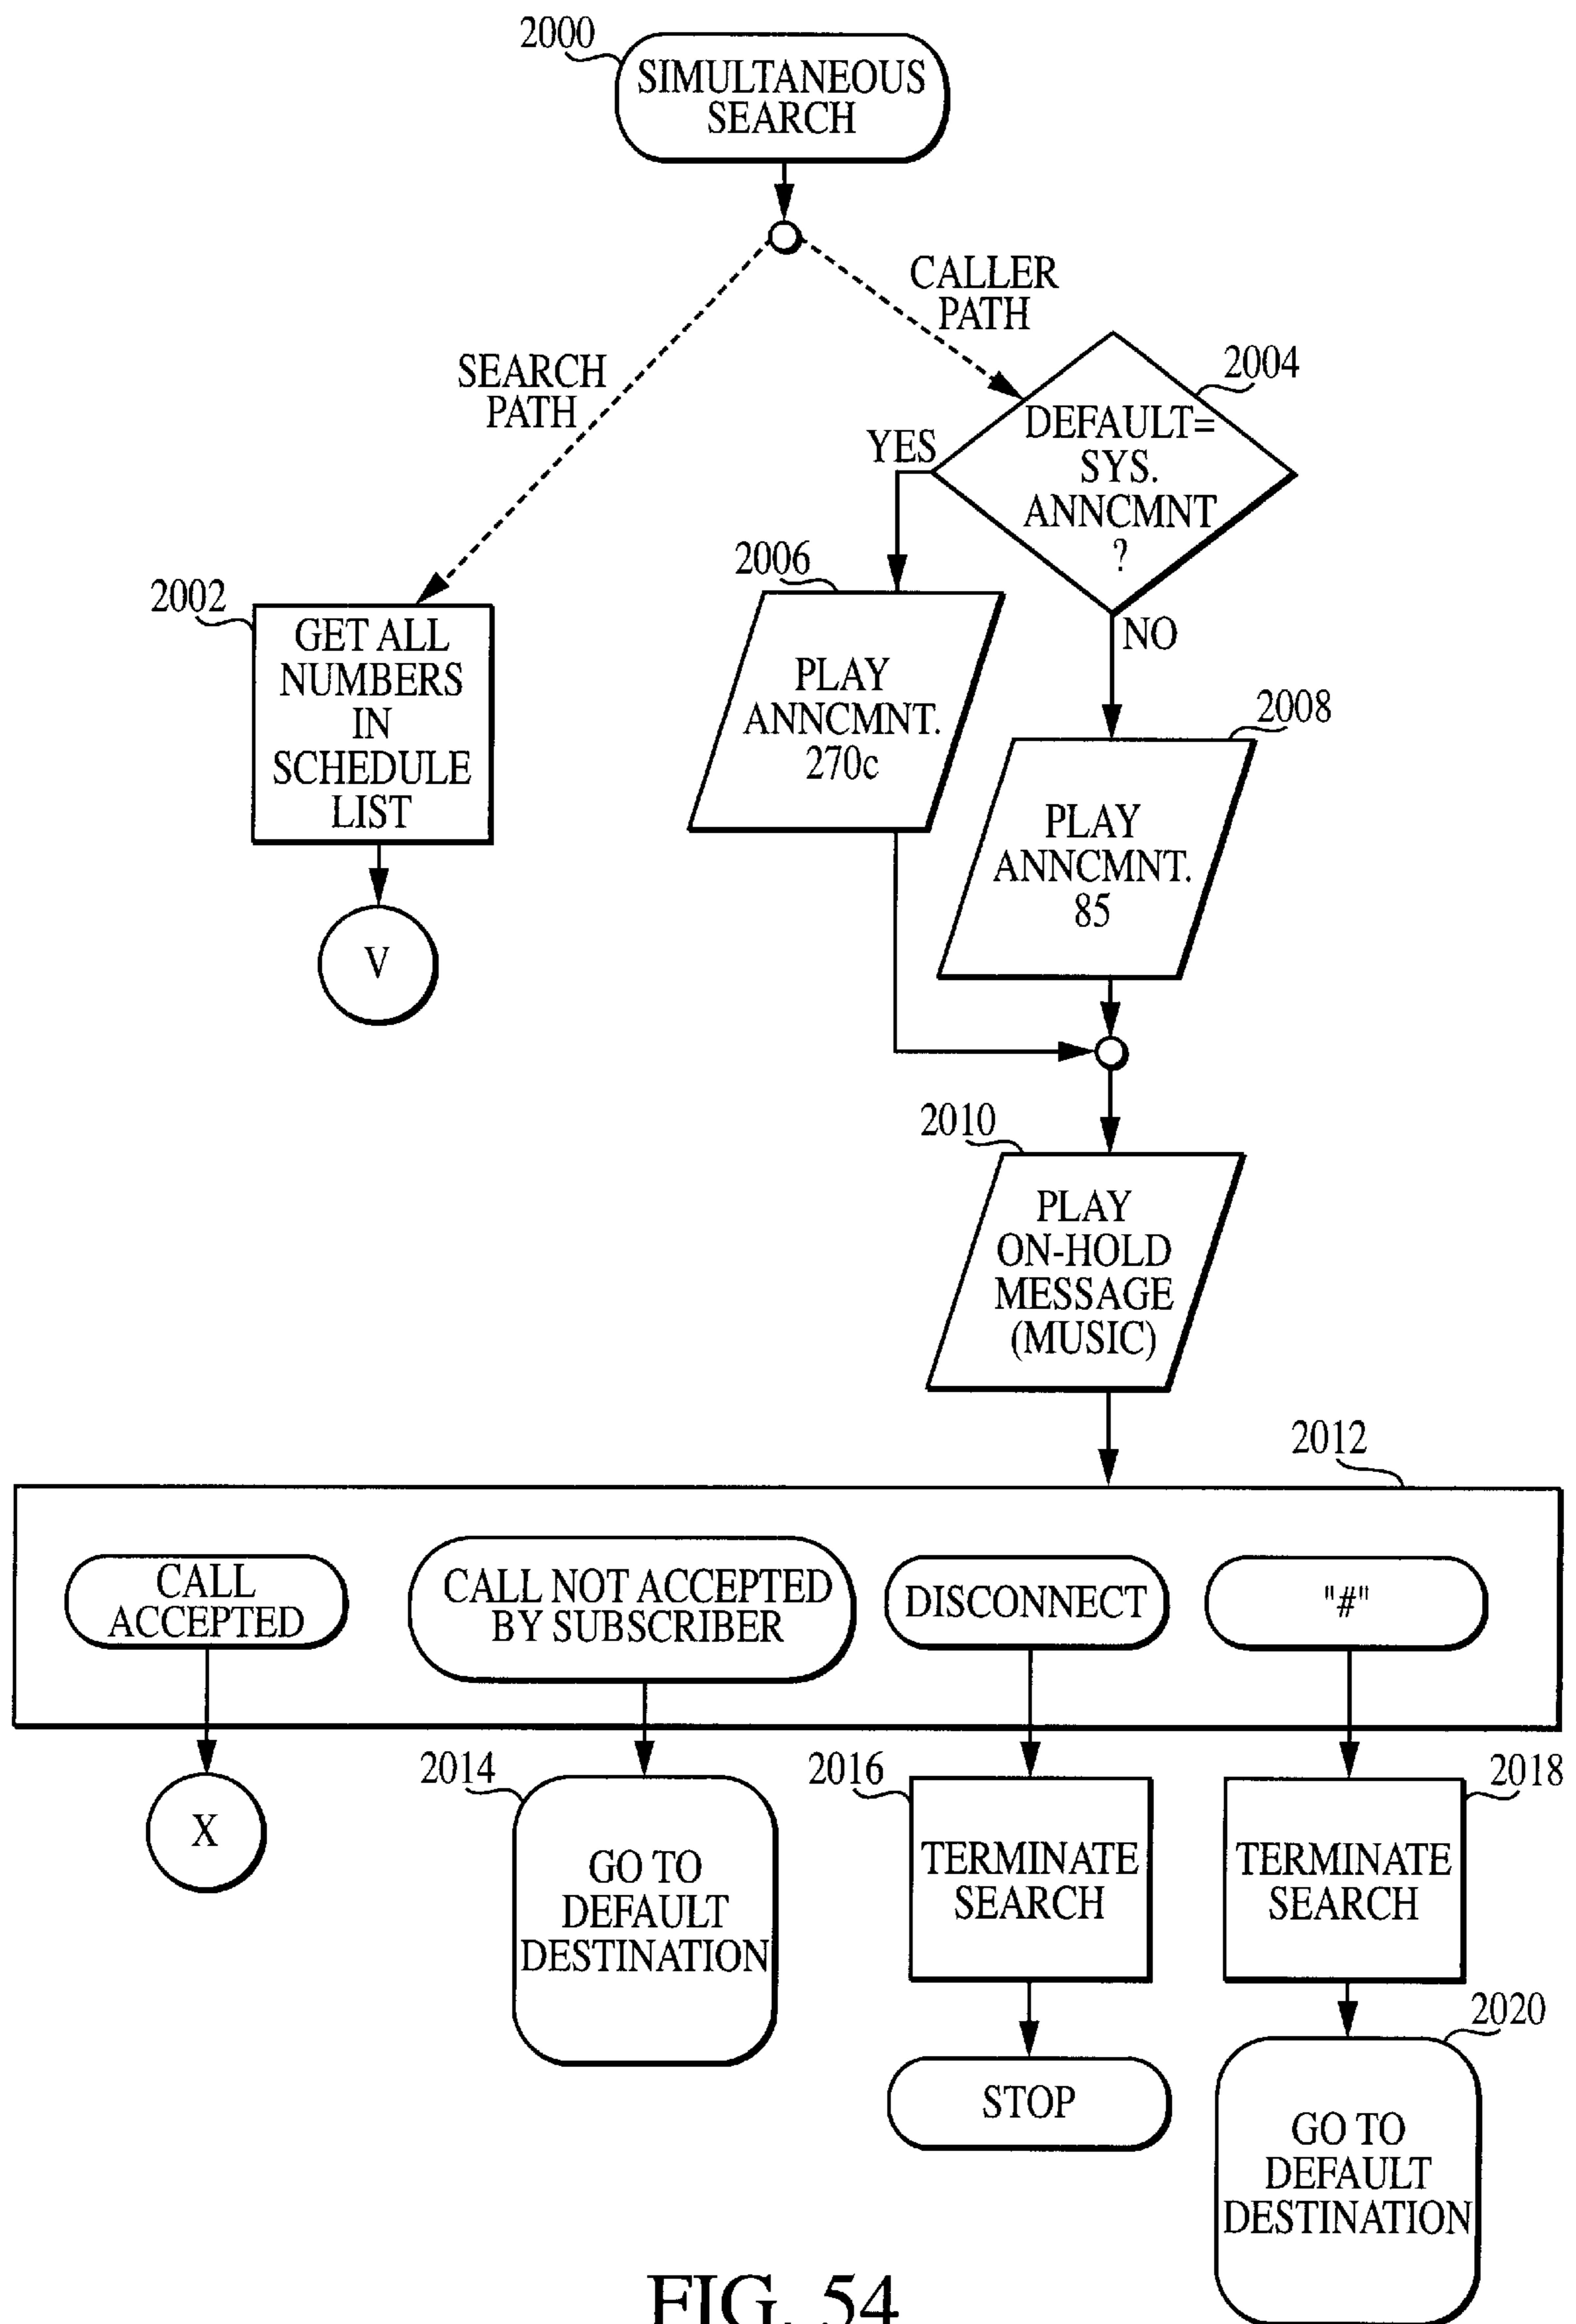 2000
SIMULTANEOUS
SEARCH
CALLER
PATH
SEARCH
PATH
2004
DEFAULT=
SYS.
ANNCMNT
?
YES
NO
2002
GET ALL
NUMBERS
IN
SCHEDULE
LIST
V
2006
PLAY
ANNCMNT.
270c
2008
PLAY
ANNCMNT.
85
2010
PLAY
ON-HOLD
MESSAGE
(MUSIC)
2012
CALL
ACCEPTED
CALL NOT ACCEPTED
BY SUBSCRIBER
DISCONNECT
"#"
X
2014
GO TO
DEFAULT
DESTINATION
2016
TERMINATE
SEARCH
2018
TERMINATE
SEARCH
STOP
2020
GO TO
DEFAULT
DESTINATION
FIG. 54